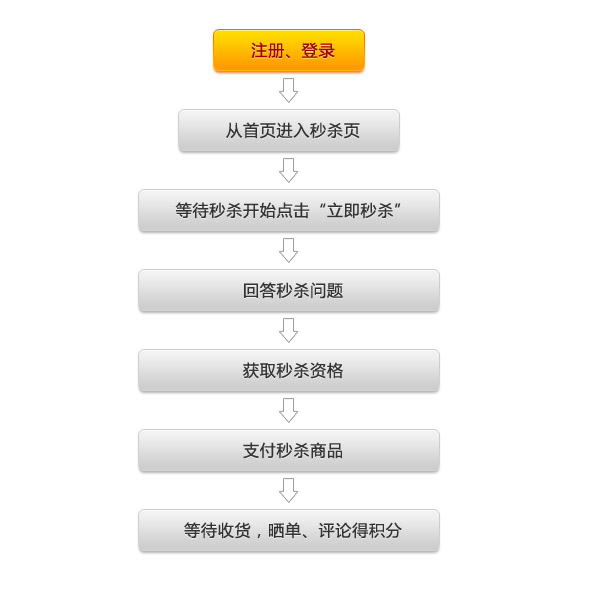 注册、登录
从首页进入秒杀页
等待秒杀开始点击“立即秒杀”
回答秒杀问题
获取秒杀资格
支付秒杀商品
等待收货，晒单、评论得积分